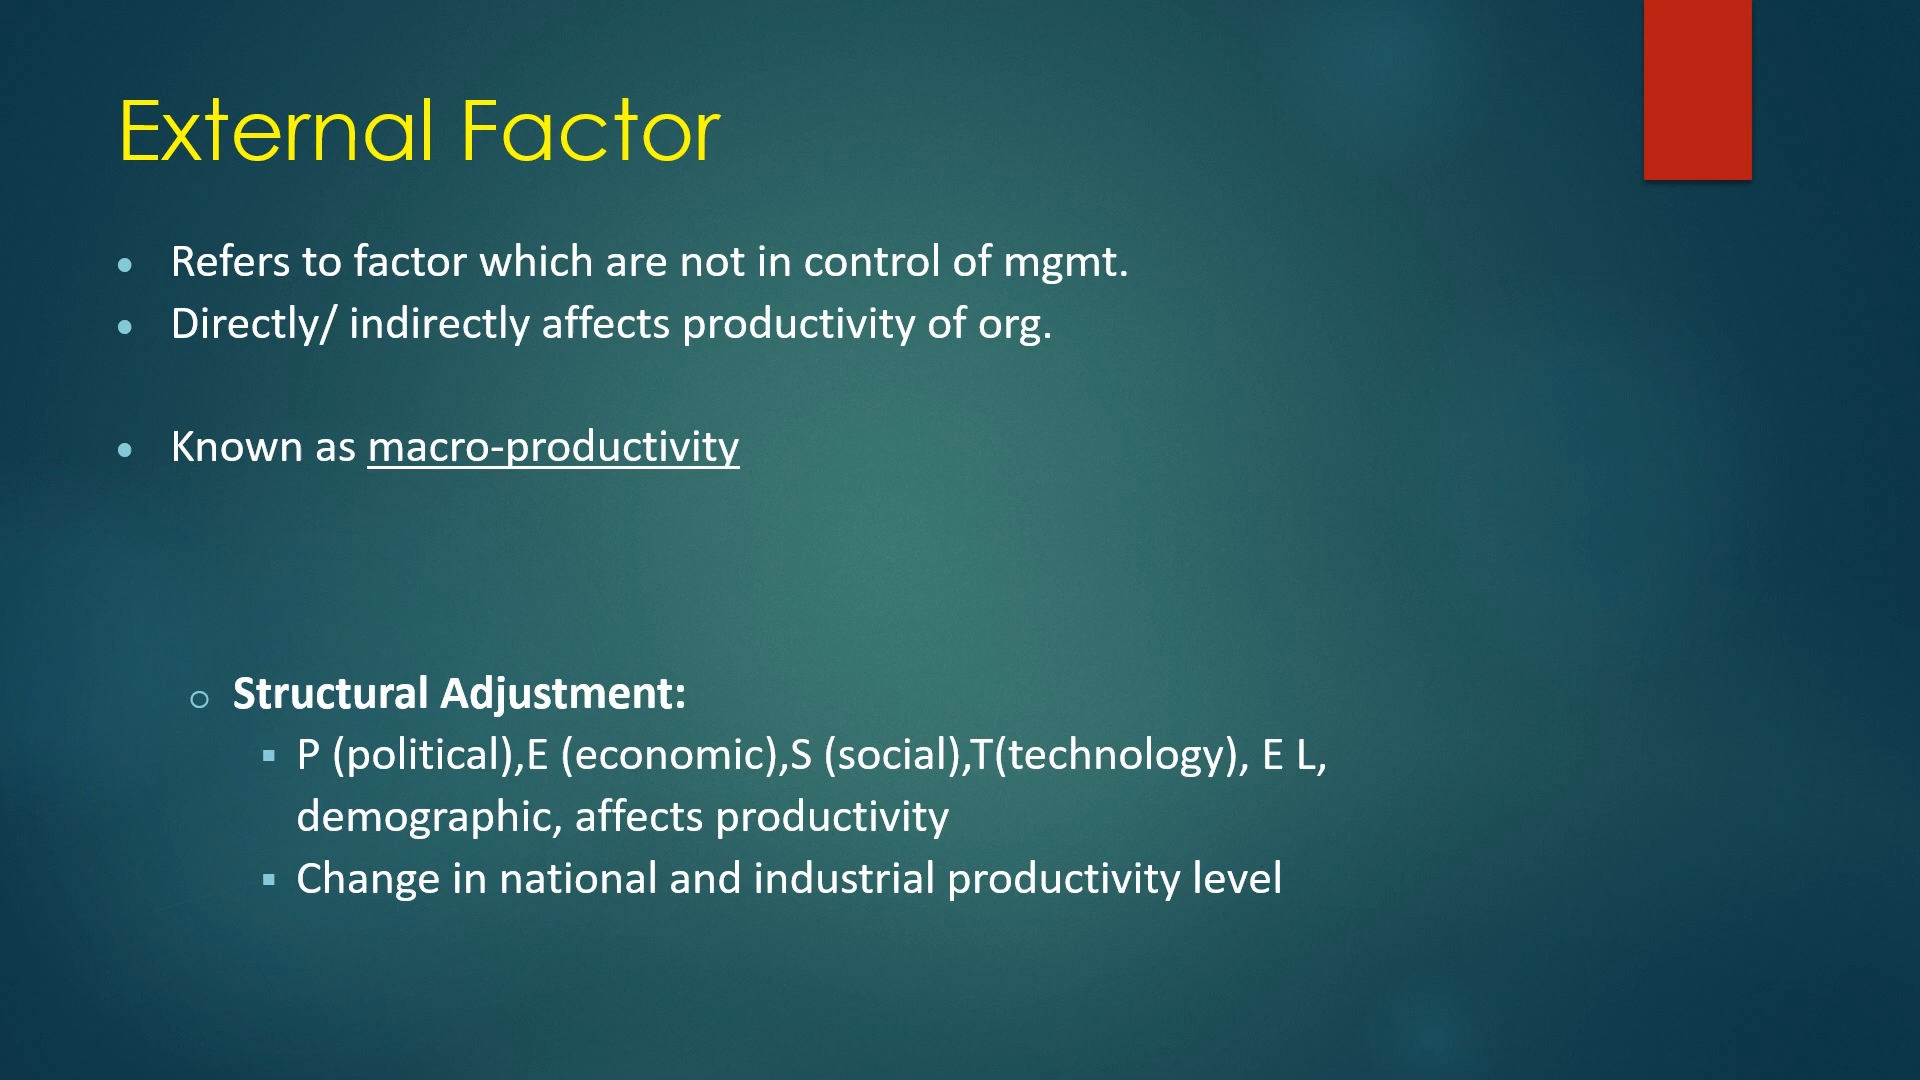 External Factor
Refers to factor which are not in control of mgmt.
Directly/ indirectly affects productivity of org.
Known as macro-productivity
Structural Adjustment:
P (political),E (economic),S (social),T(technology), E L,
demographic, affects productivity
Change in national and industrial productivity level